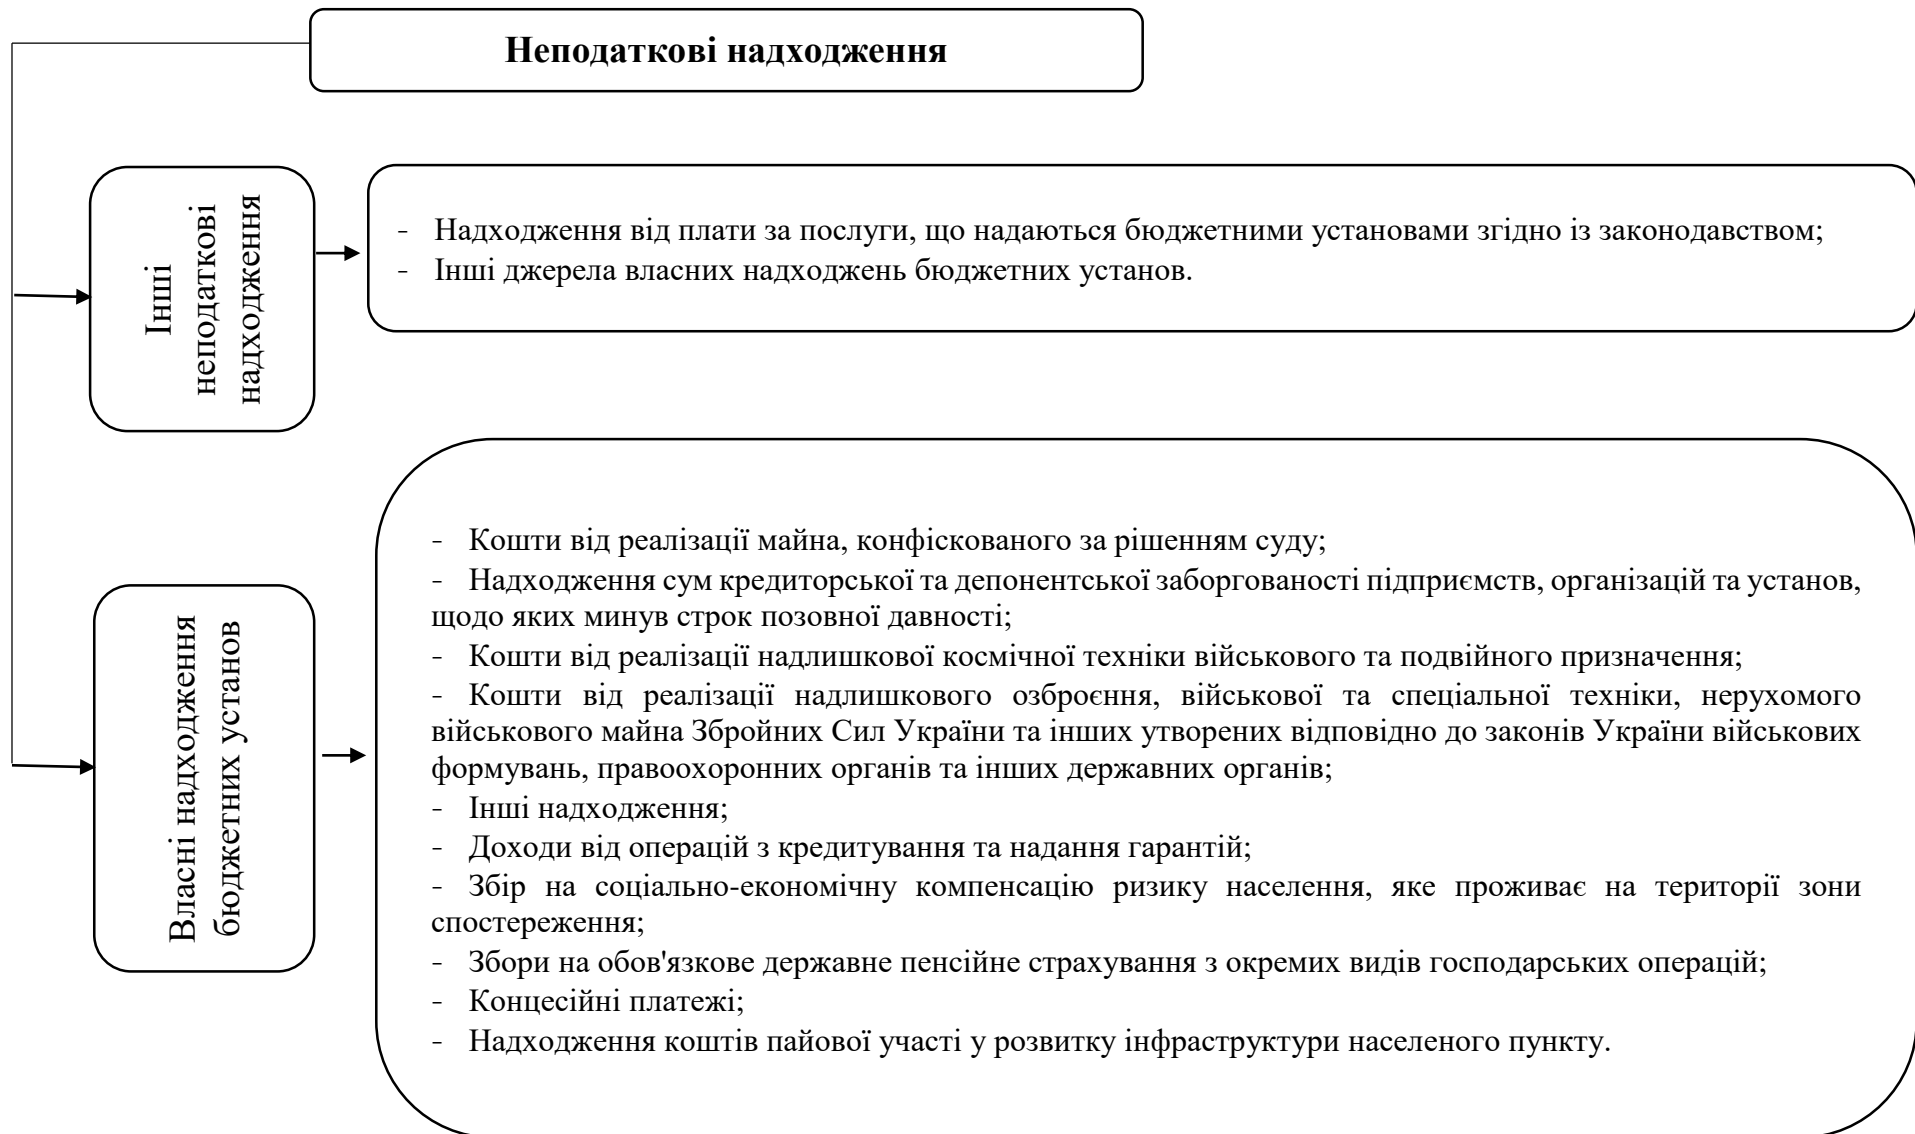 Неподаткові надходження
Інші
неподаткові
надходження
- Надходження від плати за послуги, що надаються бюджетними установами згідно із законодавством;
- Інші джерела власних надходжень бюджетних установ.
Власні надходження
бюджетних установ
- Кошти від реалізації майна, конфіскованого за рішенням суду;
- Надходження сум кредиторської та депонентської заборгованості підприємств, організацій та установ,
щодо яких минув строк позовної давності;
- Кошти від реалізації надлишкової космічної техніки військового та подвійного призначення;
- Кошти від реалізації надлишкового озброєння, військової та спеціальної техніки, нерухомого
військового майна Збройних Сил України та інших утворених відповідно до законів України військових
формувань, правоохоронних органів та інших державних органів;
- Інші надходження;
- Доходи від операцій з кредитування та надання гарантій;
- Збір на соціально-економічну компенсацію ризику населення, яке проживає на території зони
спостереження;
- Збори на обов'язкове державне пенсійне страхування з окремих видів господарських операцій;
- Концесійні платежі;
- Надходження коштів пайової участі у розвитку інфраструктури населеного пункту.